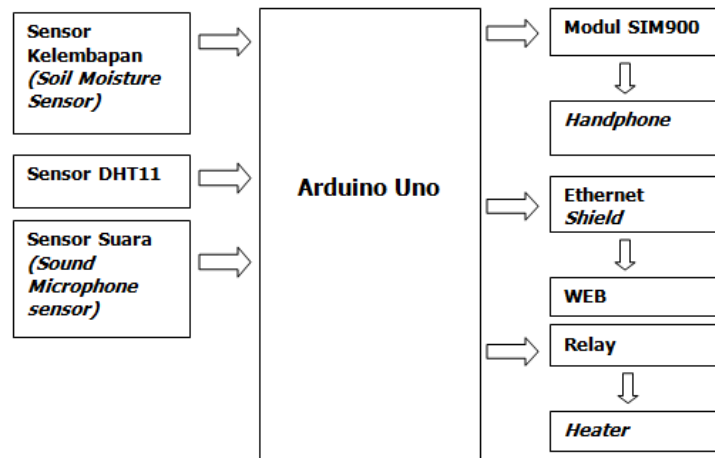 Sensor
Kelembapan
(Soil Moisture
Sensor)
Sensor DHT11
Sensor Suara
(Sound
Microphone
sensor)
Arduino Uno
Modul SIM900
Handphone
Ethernet
Shield
WEB
Relay
Heater